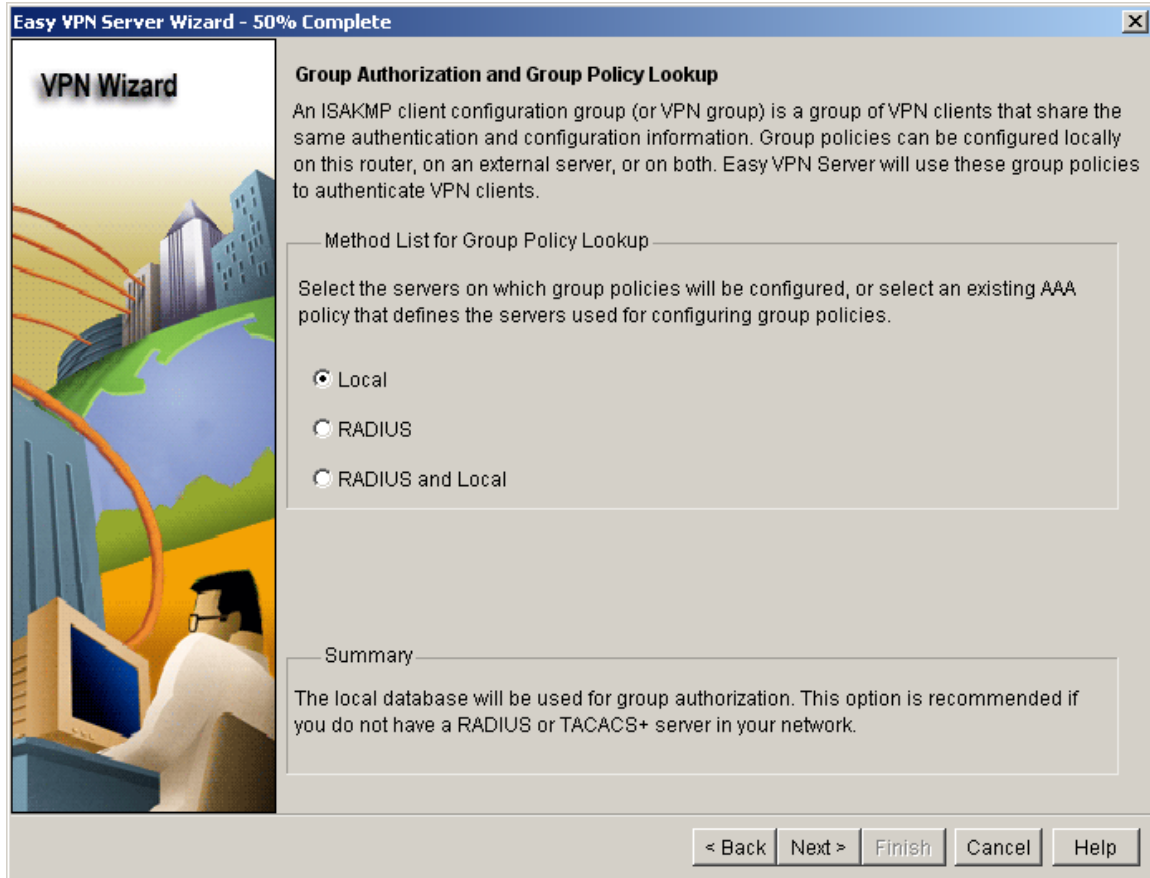 Easy VPN Server Wizard - 50% Complete
VPN Wizard
Group Authorization and Group Policy Lookup
An ISAKMP client configuration group (or VPN group) is a group of VPN clients that share the
same authentication and configuration information. Group policies can be configured locally
on this router, on an external server, or on both. Easy VPN Server will use these group policies
to authenticate VPN clients.
Method List for Group Policy Lookup
Select the servers on which group policies will be configured, or select an existing AAA
policy that defines the servers used for configuring group policies.
Local
RADIUS
RADIUS and Local
Summary
The local database will be used for group authorization. This option is recommended if
you do not have a RADIUS or TACACS+ server in your network.
< Back Next > Finish Cancel Help